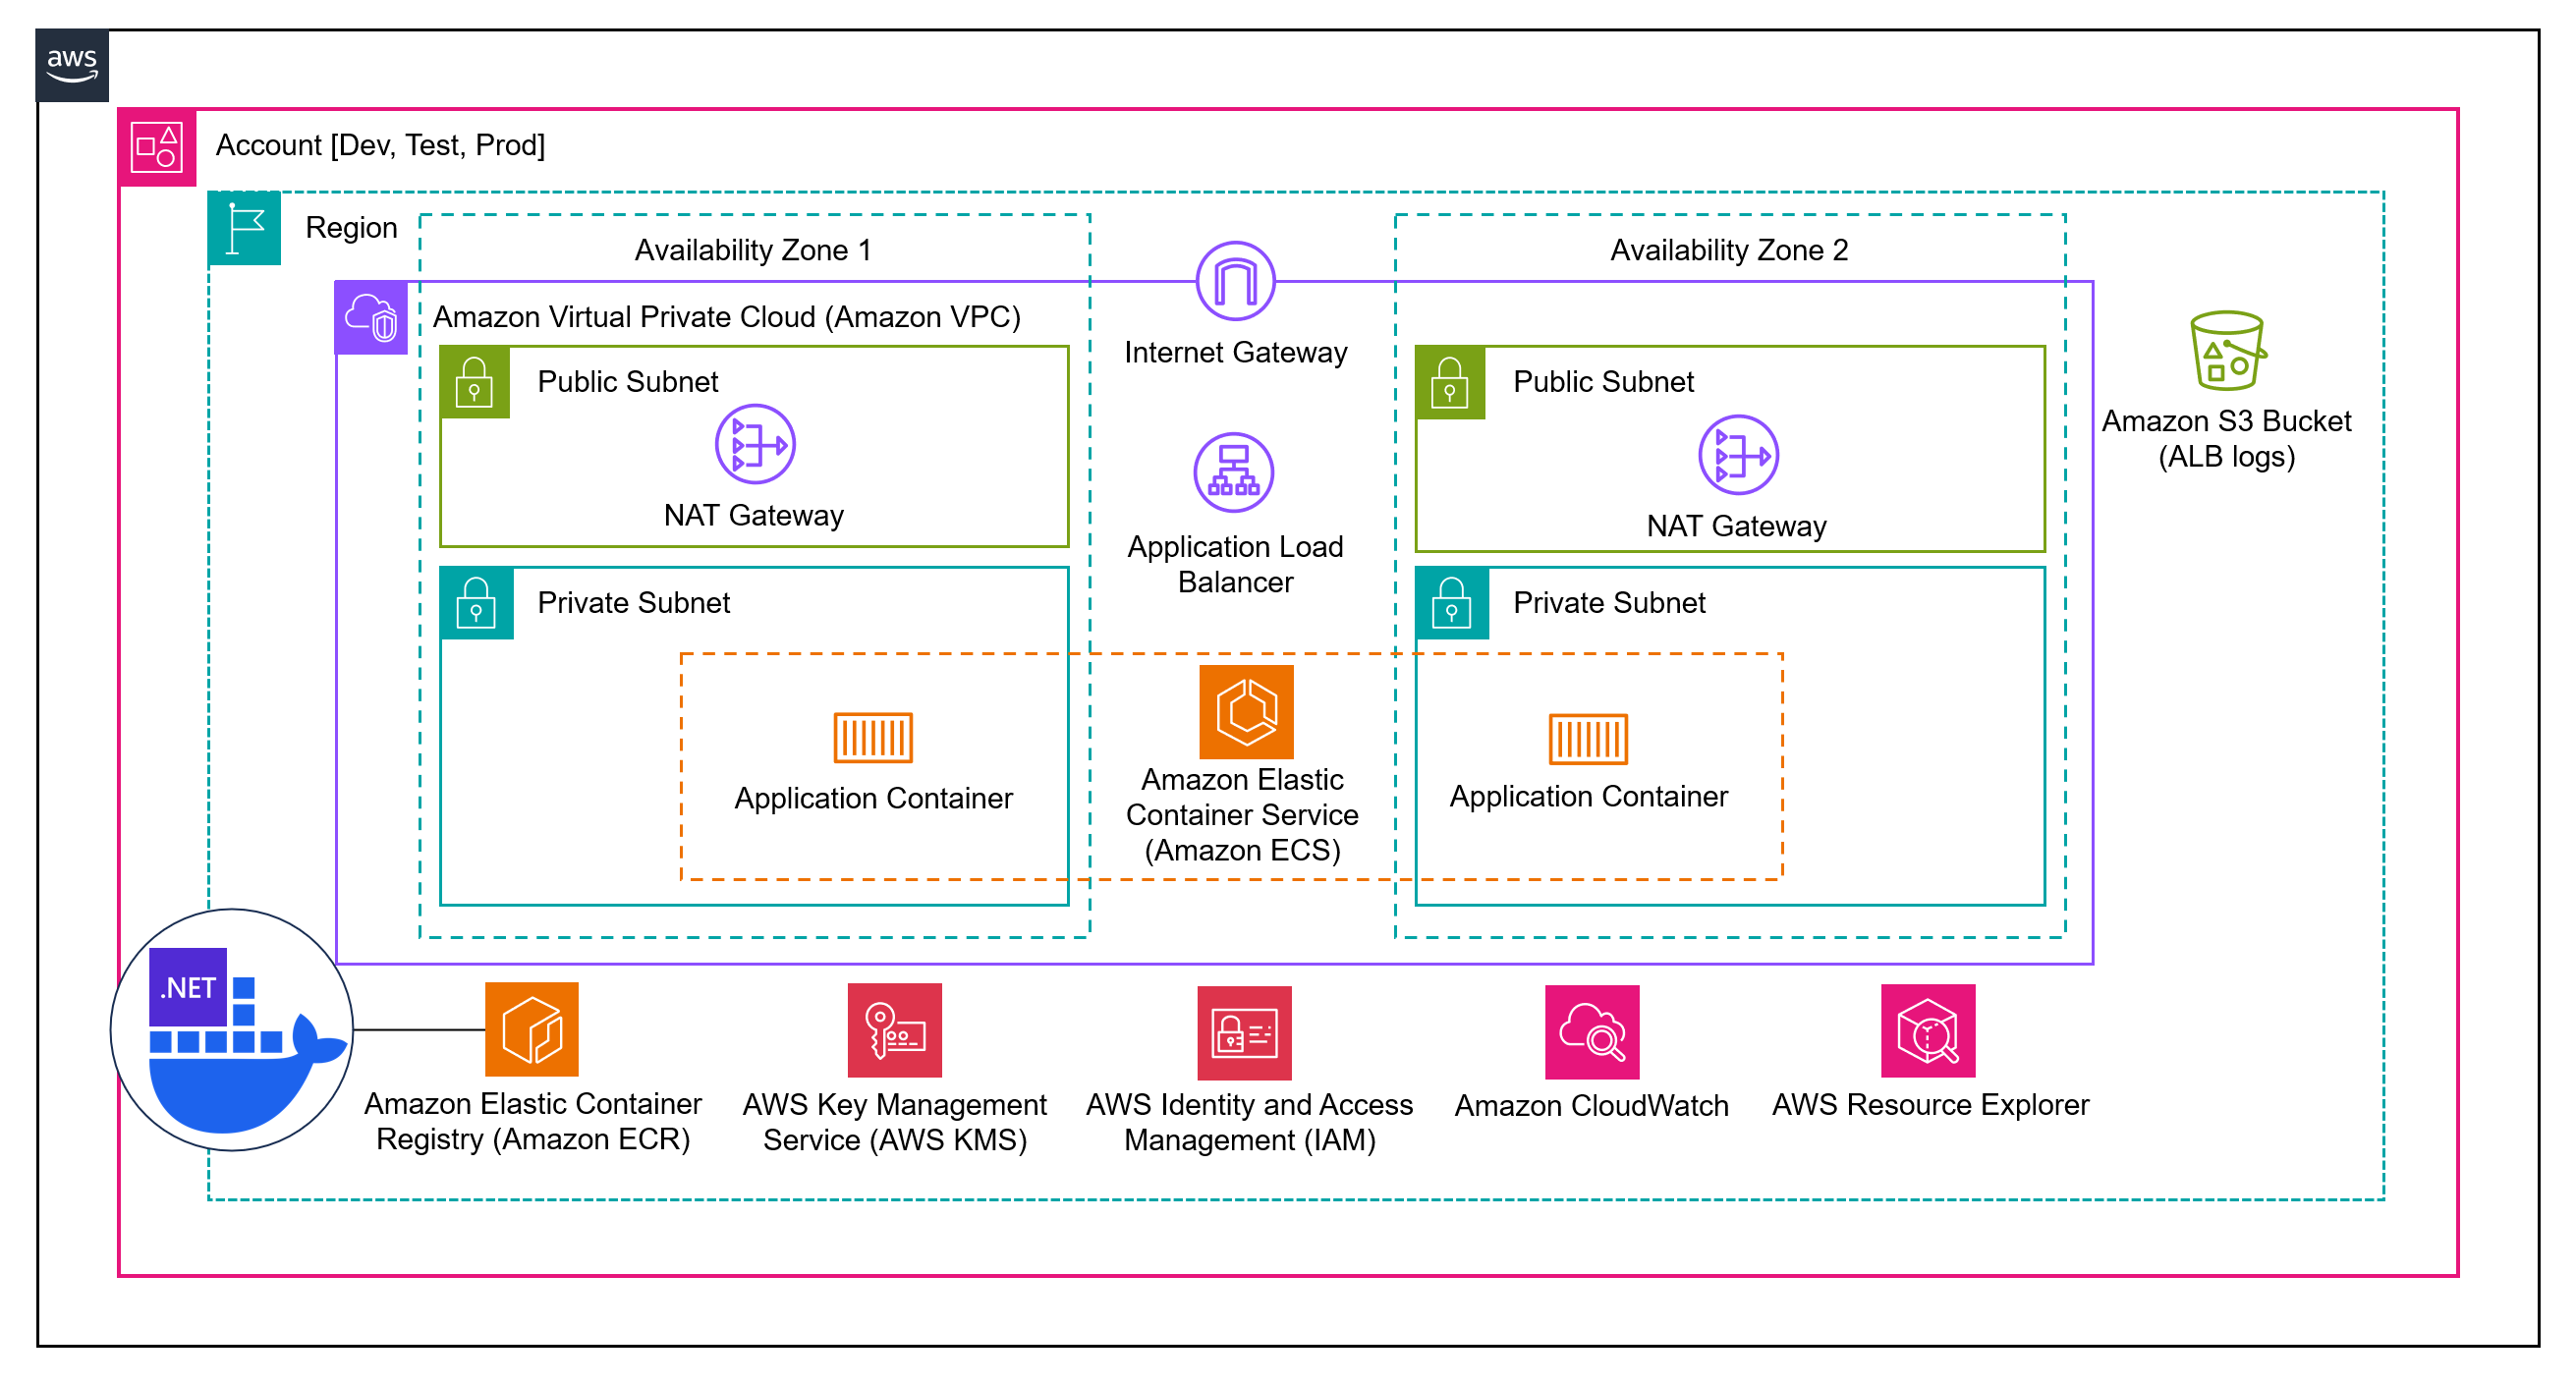 aws
Account [Dev, Test, Prod]
Region
Availability Zone 1
Availability Zone 2
Amazon Virtual Private Cloud (Amazon VPC)
Internet Gateway
Public Subnet
Public Subnet
NAT Gateway
NAT Gateway
Amazon S3 Bucket
(ALB logs)
Application Load
Balancer
Private Subnet
Private Subnet
Application Container
Amazon Elastic
Container Service
(Amazon ECS)
Application Container
.NET
Amazon Elastic Container
Registry (Amazon ECR)
AWS Key Management
Service (AWS KMS)
AWS Identity and Access
Management (IAM)
Amazon CloudWatch
AWS Resource Explorer